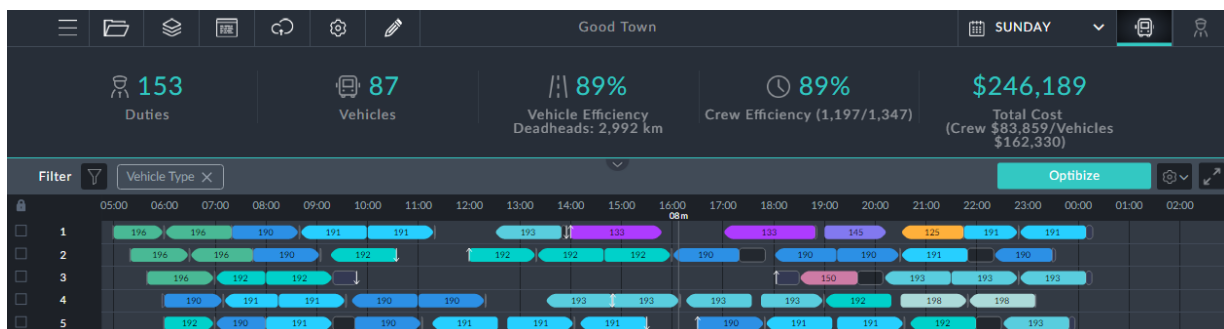 Good Town
SUNDAY
153
Duties
87
Vehicles
89%
Vehicle Efficiency
Deadheads: 2,992 km
89%
Crew Efficiency (1,197/1,347)
$246,189
Total Cost
(Crew $83,859/Vehicles
$162,330)
Filter
Vehicle Type
Optibize
05:00 06:00 07:00 08:00 09:00 10:00 11:00 12:00 13:00 14:00 15:00 16:00 17:00 18:00 19:00 20:00 21:00 22:00 23:00 00:00 01:00 02:00
08m
1 196 196 190 191 191 193 133 133 145 125 191 191
2 196 196 190 192 192 192 192 190 190 190 191 190
3 196 192 192 150 193 193 193
4 190 191 191 190 190 193 193 193 193 192 198 198
5 192 190 191 190 191 191 191 190 191 191 192 193